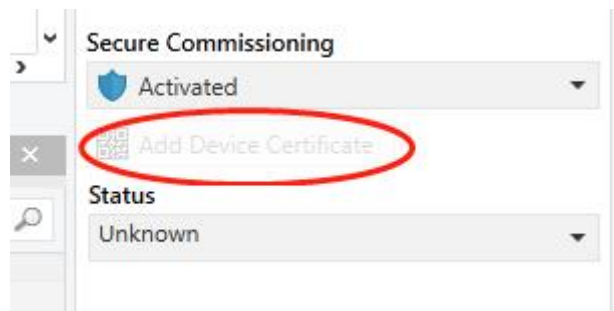 Secure Commissioning
Activated
Add Device Certificate
Status
Unknown